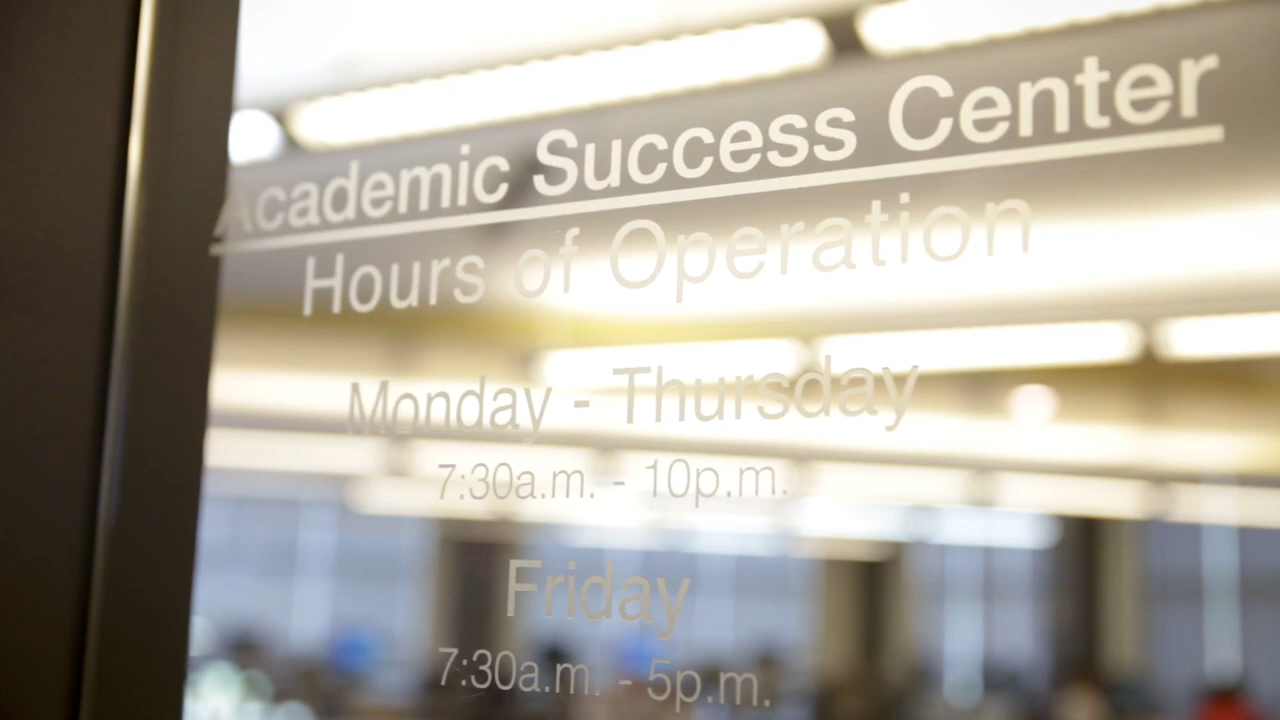 Academic Success Center
Hours of Operation
Monday - Thursday
7:30a.m. - 10p.m.
Friday
7:30a.m. - 5p.m.